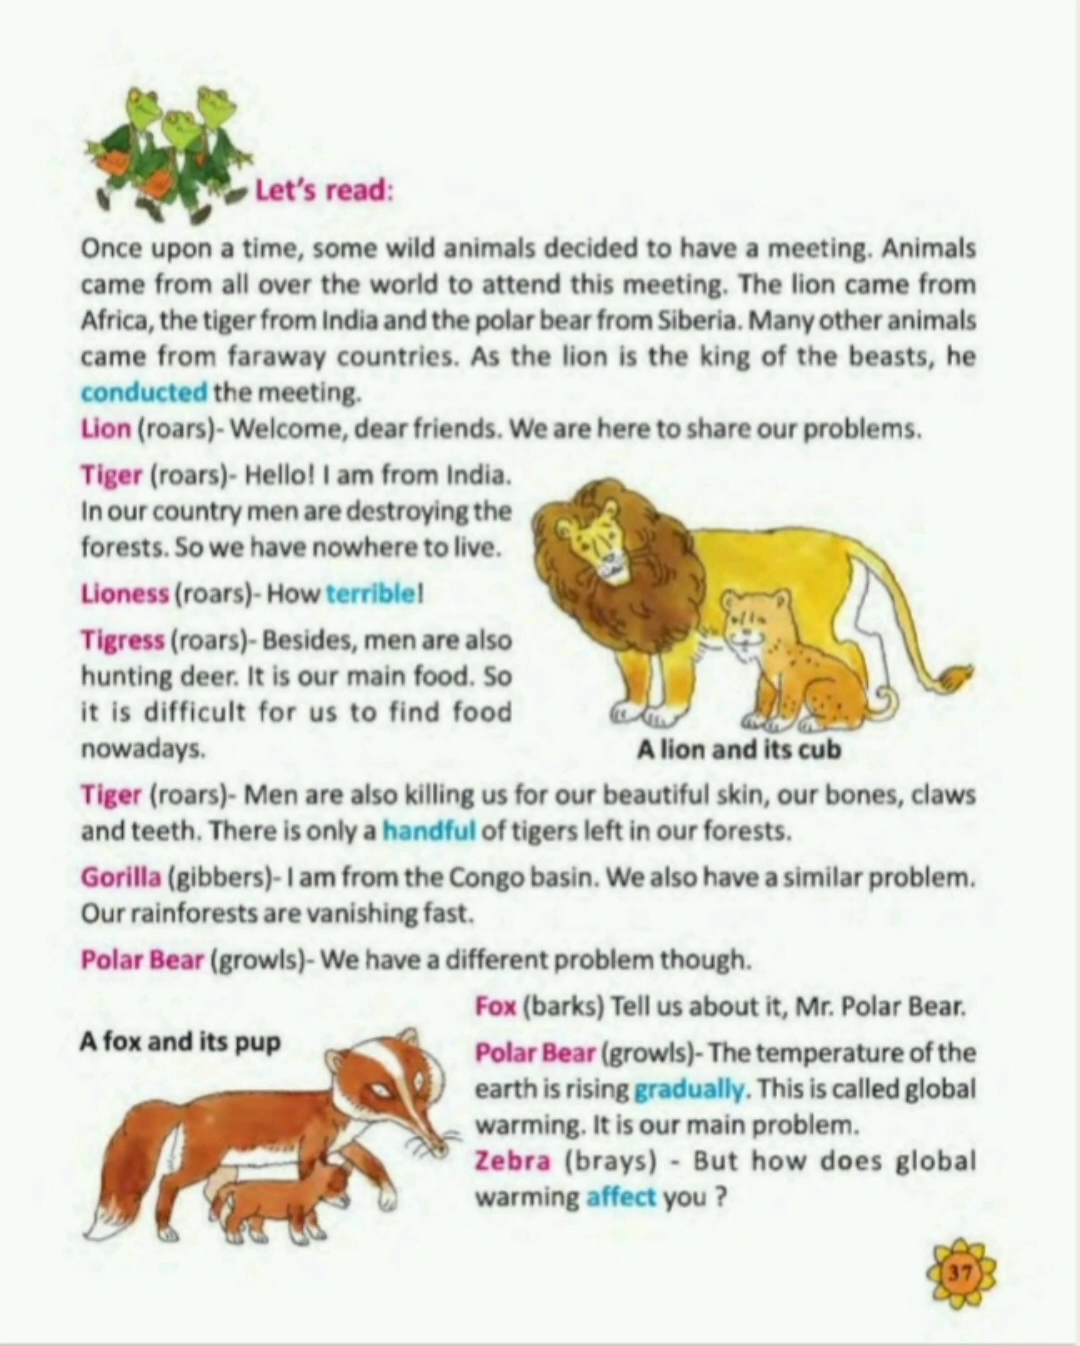 Let's read:
Once upon a time, some wild animals decided to have a meeting. Animals
came from all over the world to attend this meeting. The lion came from
Africa, the tiger from India and the polar bear from Siberia. Many other animals
came from faraway countries. As the lion is the king of the beasts, he
conducted the meeting.
Lion (roars)- Welcome, dear friends. We are here to share our problems.
Tiger (roars)- Hello! I am from India.
In our country men are destroying the
forests. So we have nowhere to live.
Lioness (roars)- How terrible!
Tigress (roars)- Besides, men are also
hunting deer. It is our main food. So
it is difficult for us to find food
nowadays.
A lion and its cub
Tiger (roars)- Men are also killing us for our beautiful skin, our bones, claws
and teeth. There is only a handful of tigers left in our forests.
Gorilla (gibbers)- I am from the Congo basin. We also have a similar problem.
Our rainforests are vanishing fast.
Polar Bear (growls)- We have a different problem though.
A fox and its pup
Fox (barks) Tell us about it, Mr. Polar Bear.
Polar Bear (growls)- The temperature of the
earth is rising gradually. This is called global
warming. It is our main problem.
Zebra (brays) - But how does global
warming affect you ?
37